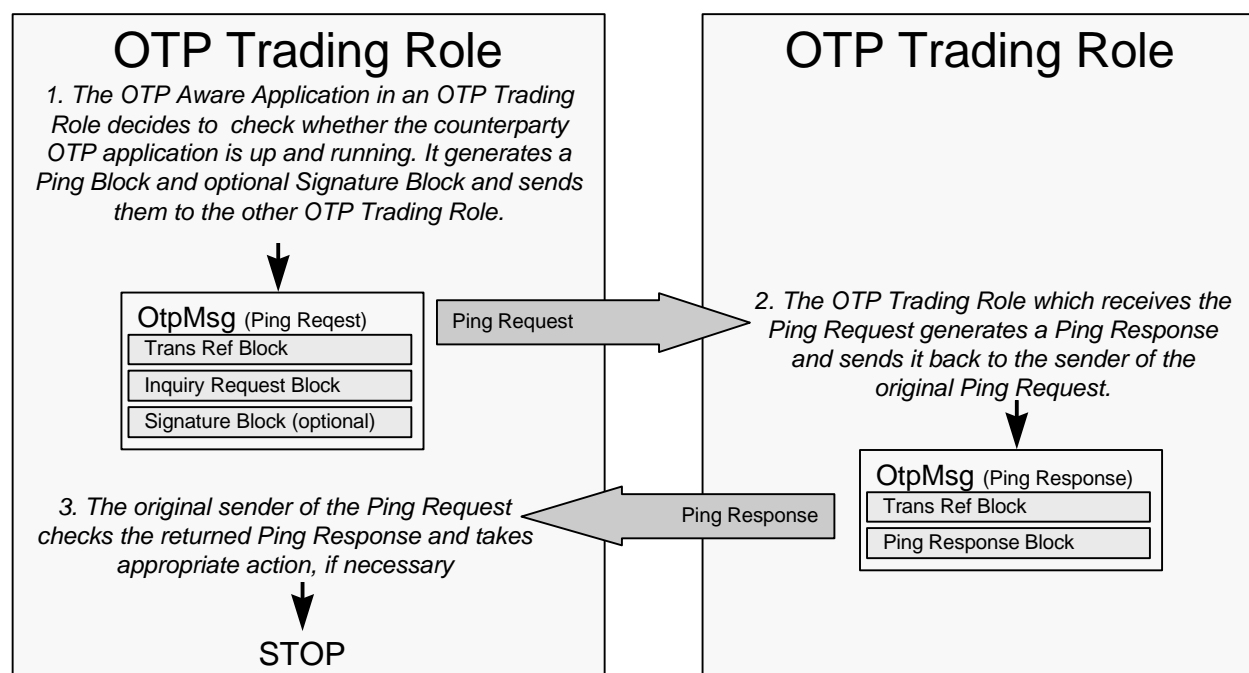 OTP Trading Role
1. The OTP Aware Application in an OTP Trading
Role decides to check whether the counterparty
OTP application is up and running. It generates a
Ping Block and optional Signature Block and sends
them to the other OTP Trading Role.
OtpMsg (Ping Reqest)
Trans Ref Block
Inquiry Request Block
Signature Block (optional)
Ping Request
OTP Trading Role
2. The OTP Trading Role which receives the
Ping Request generates a Ping Response
and sends it back to the sender of the
original Ping Request.
OtpMsg (Ping Response)
Trans Ref Block
Ping Response Block
Ping Response
3. The original sender of the Ping Request
checks the returned Ping Response and takes
appropriate action, if necessary
STOP